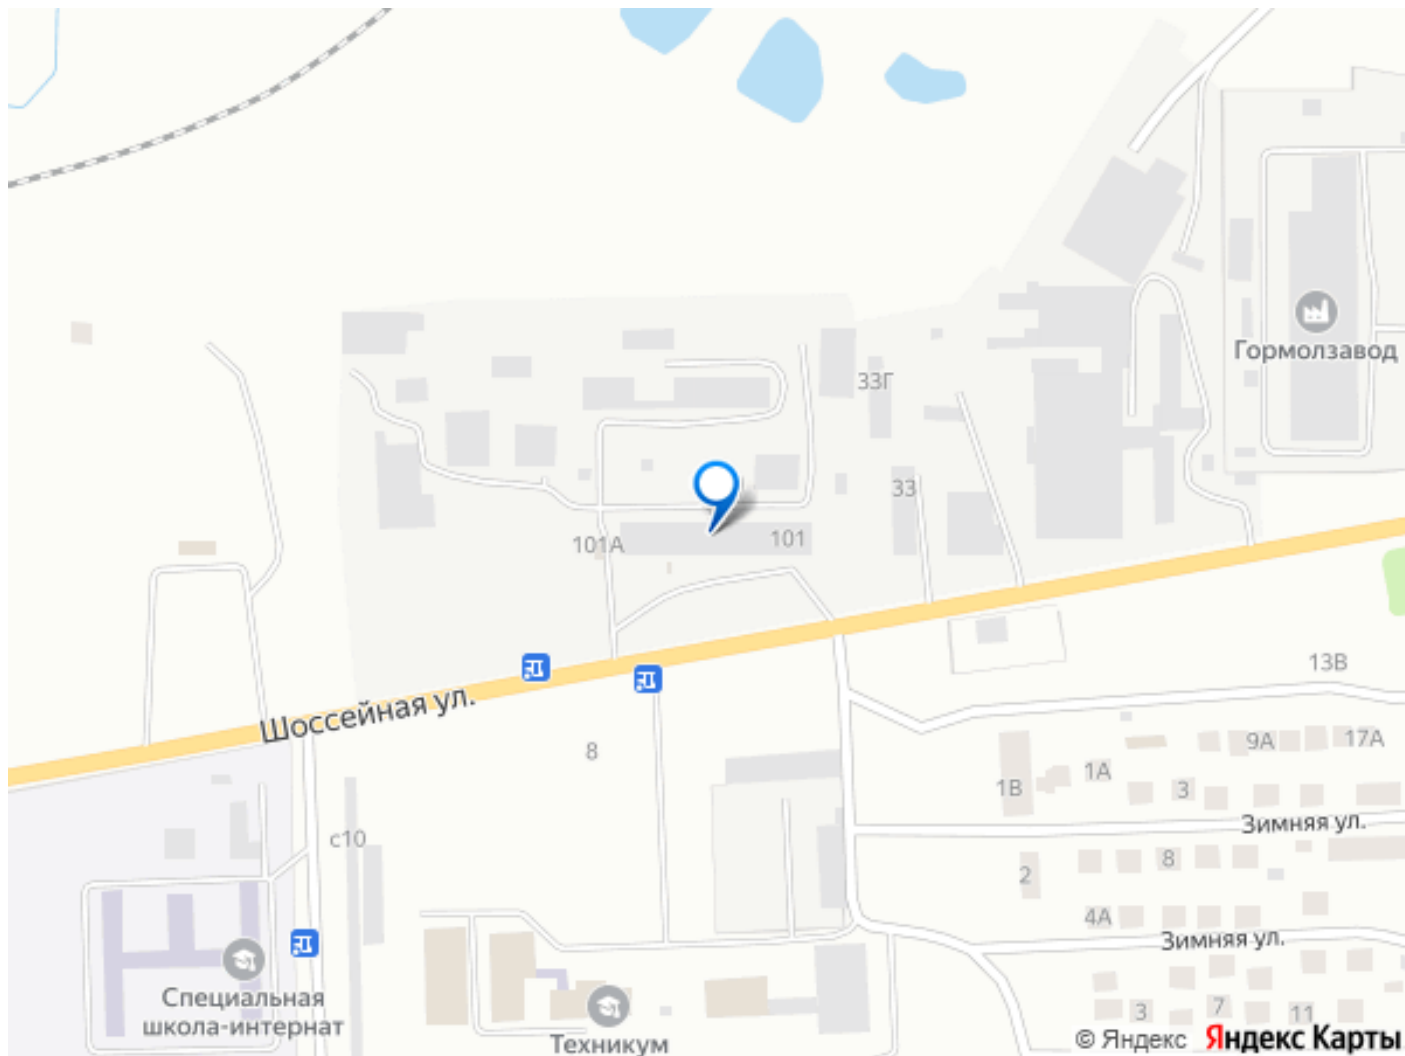 Гормолзавод
33Г
33
101А
101
Шоссейная ул.
13В
8
9А
17А
1А
1В
3
Зимняя ул.
с10
8
2
4А
Зимняя ул.
Специальная
школа-интернат
Техникум
3
7
11
© Яндекс Яндекс Карты